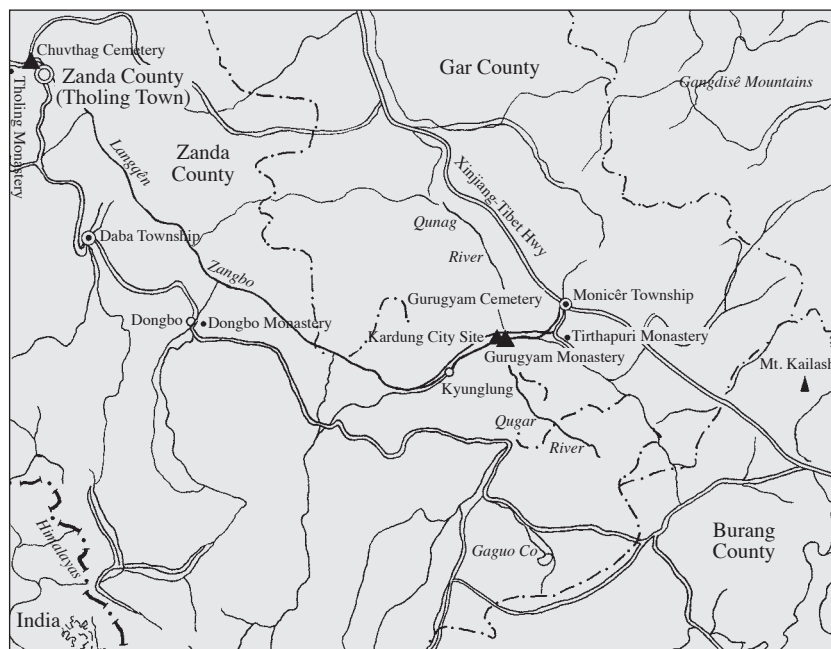 Chuvthag Cemetery
Zanda County
(Tholing Town)
Tholing Monastery
Gar County
Gangdisê Mountains
Langqên
Zanda
County
Xinjiang-Tibet Hwy
Qunag
River
Daba Township
Zangbo
Gurugyam Cemetery
Monicêr Township
Dongbo
Dongbo Monastery
Kardung City Site
Tirthapuri Monastery
Gurugyam Monastery
Mt. Kailash
Kyunglung
Qugar
River
Himalayas
Gaguo Co
Burang
County
India